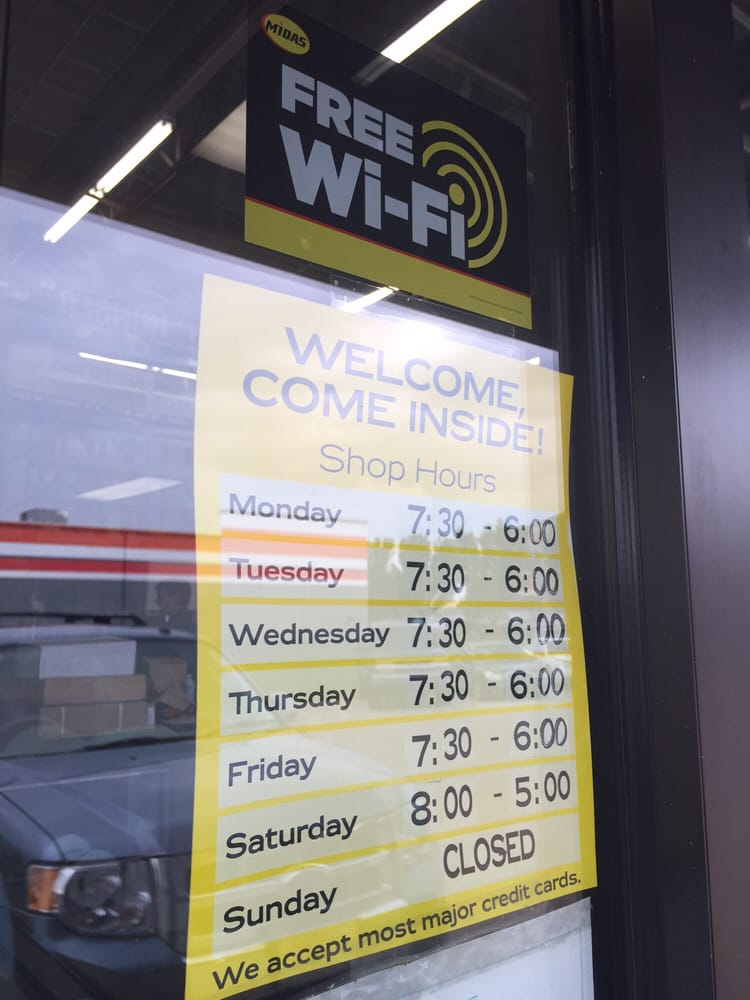 MIDAS
FREE
Wi-Fi
WELCOME,
COME INSIDE!
Shop Hours
Monday 7:30 - 6:00
Tuesday 7:30 - 6:00
Wednesday 7:30 - 6:00
Thursday 7:30 - 6:00
Friday 7:30 - 6:00
Saturday 8:00 - 5:00
Sunday CLOSED
We accept most major credit cards.